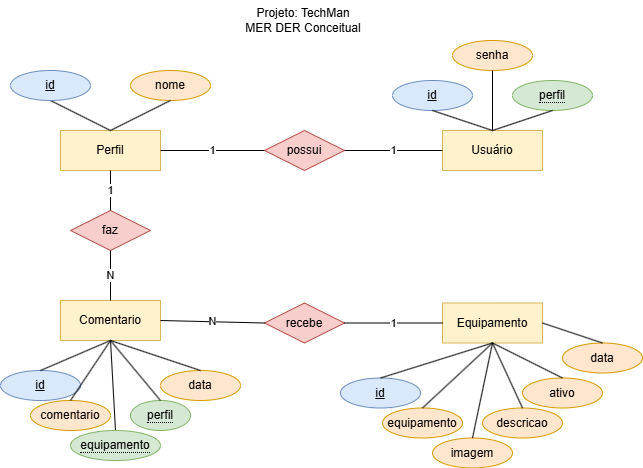 Projeto: TechMan
MER DER Conceitual
senha
id
nome
id
perfil
Perfil
1
possui
1
Usuário
1
faz
N
Comentario
N
recebe
1
Equipamento
data
id
data
id
ativo
comentario
perfil
equipamento
descricao
equipamento
imagem